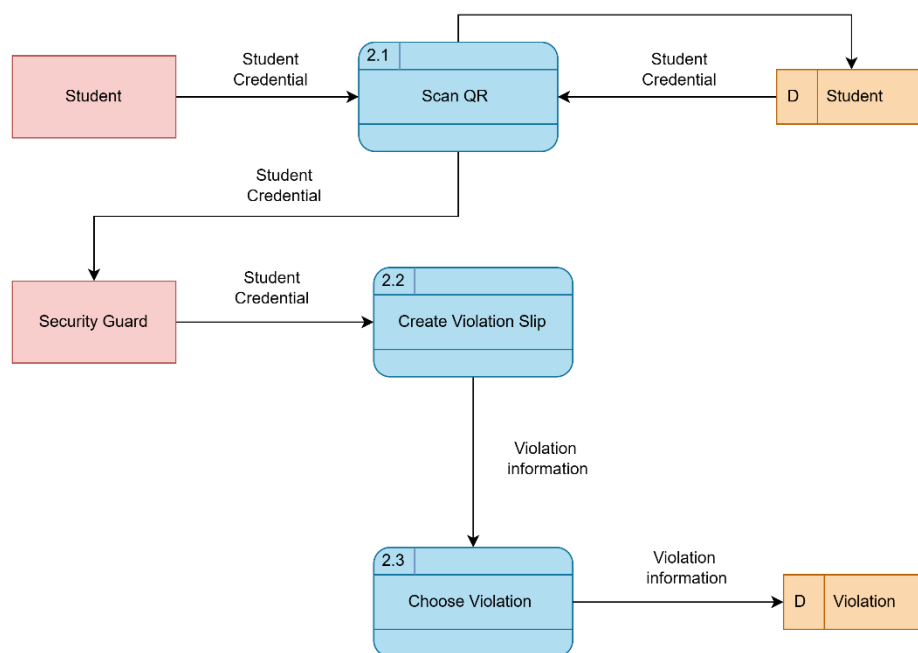 2.1
Student
Credential
Student
Credential
Student
Scan QR
D
Student
Student
Credential
2.2
Student
Credential
Security Guard
Create Violation Slip
Violation
information
2.3
Violation
information
Choose Violation
D
Violation